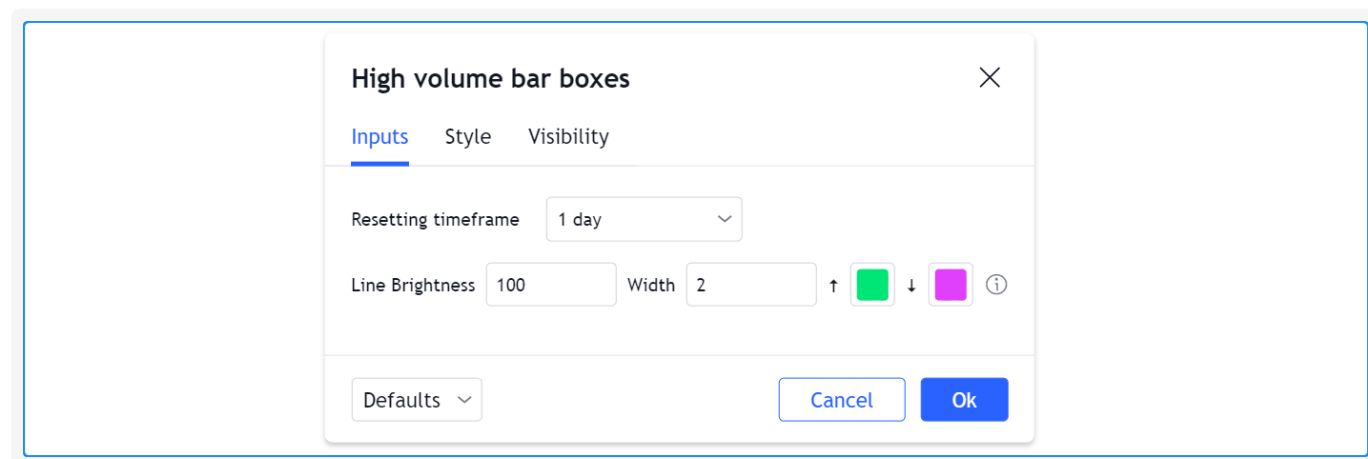 High volume bar boxes
Inputs Style Visibility
Resetting timeframe 1 day
Line Brightness 100 Width 2 ↑ ↓
Defaults Cancel Ok